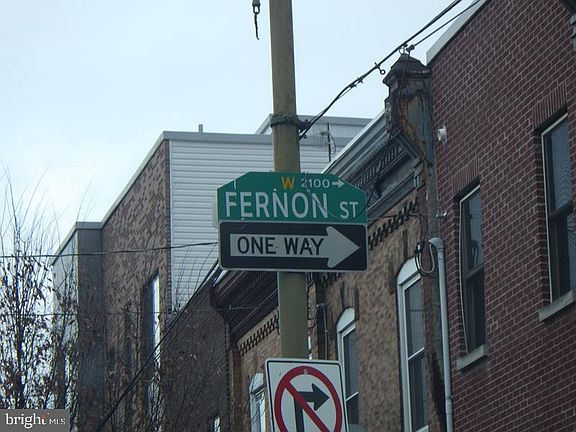 W 2100→
FERNON ST
ONE WAY
bright MLS